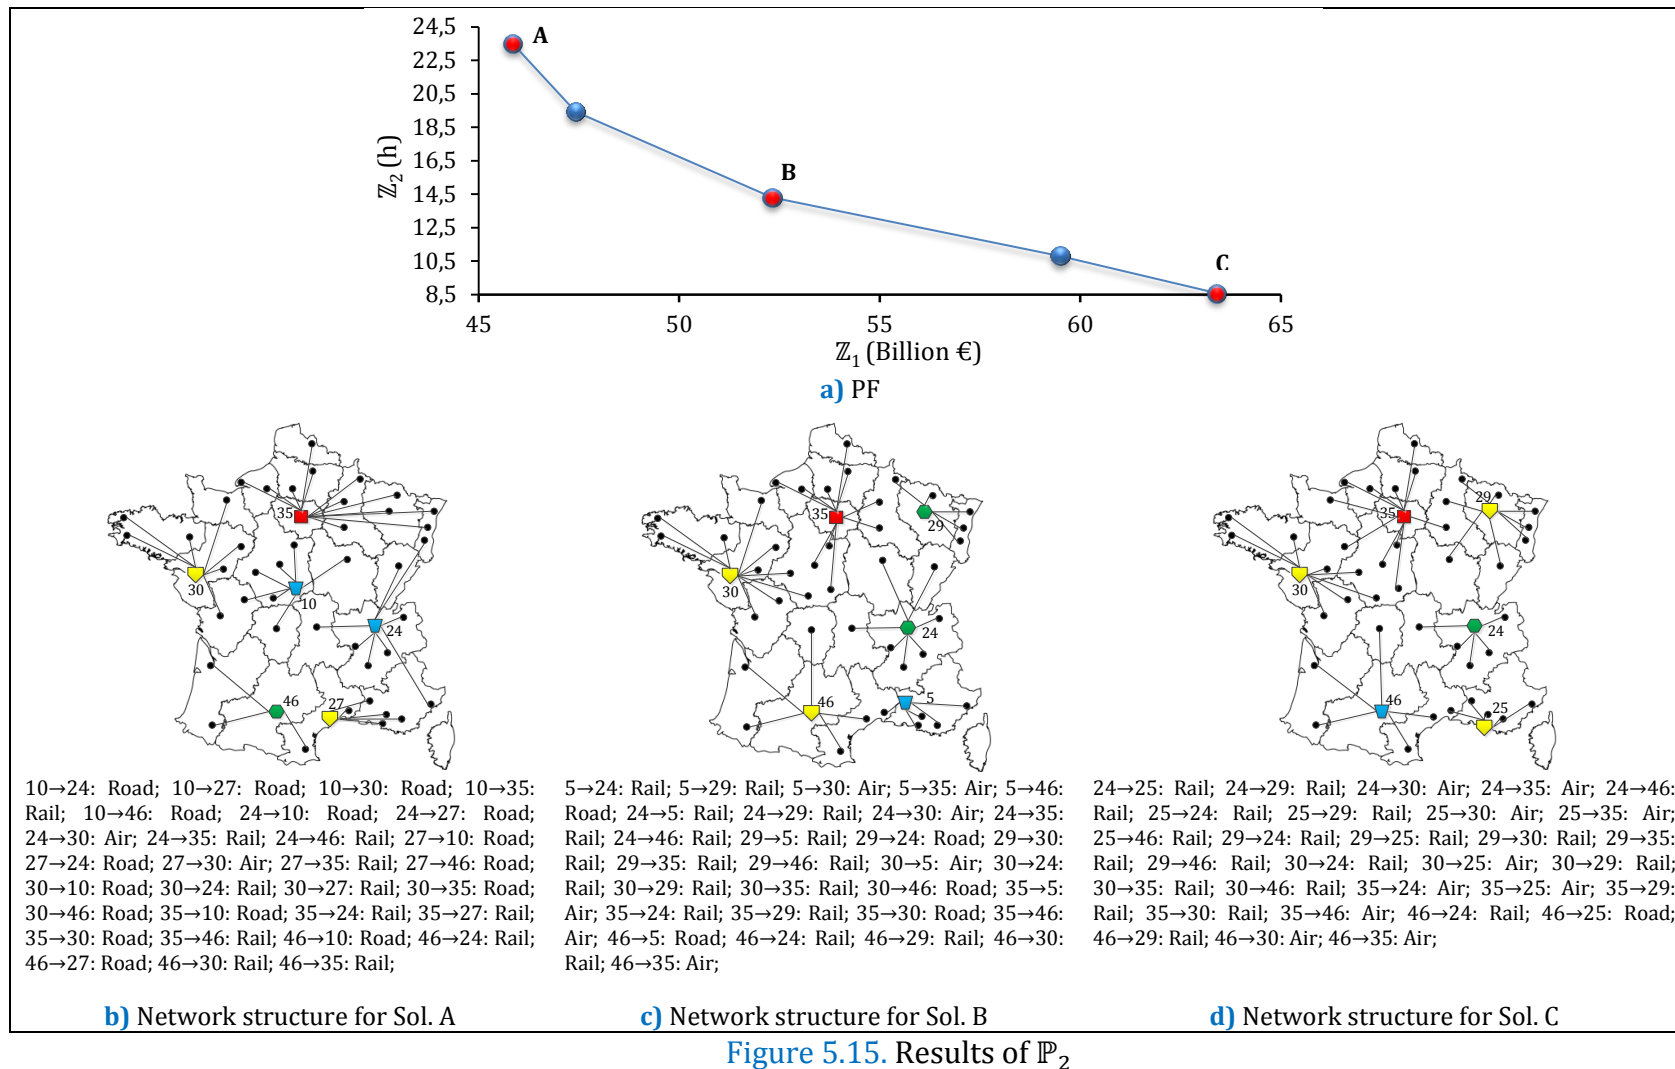 24,5
22,5
20,5
18,5
16,5
14,5
12,5
10,5
8,5
ℤ₂ (h)
A
B
C
45 50 55 60 65
ℤ₁ (Billion €)
a) PF
35
30
10
24
46
27
10→24: Road; 10→27: Road; 10→30: Road; 10→35:
Rail; 10→46: Road; 24→10: Road; 24→27: Road;
24→30: Air; 24→35: Rail; 24→46: Rail; 27→10: Road;
27→24: Road; 27→30: Air; 27→35: Rail; 27→46: Road;
30→10: Road; 30→24: Rail; 30→27: Rail; 30→35: Road;
30→46: Road; 35→10: Road; 35→24: Rail; 35→27: Rail;
35→30: Road; 35→46: Rail; 46→10: Road; 46→24: Rail;
46→27: Road; 46→30: Rail; 46→35: Rail;
b) Network structure for Sol. A
35
29
30
24
46
5
5→24: Rail; 5→29: Rail; 5→30: Air; 5→35: Air; 5→46:
Road; 24→5: Rail; 24→29: Rail; 24→30: Air; 24→35:
Rail; 24→46: Rail; 29→5: Rail; 29→24: Road; 29→30:
Rail; 29→35: Rail; 29→46: Rail; 30→5: Air; 30→24:
Rail; 30→29: Rail; 30→35: Rail; 30→46: Road; 35→5:
Air; 35→24: Rail; 35→29: Rail; 35→30: Road; 35→46:
Air; 46→5: Road; 46→24: Rail; 46→29: Rail; 46→30:
Rail; 46→35: Air;
c) Network structure for Sol. B
29
35
30
24
46
25
24→25: Rail; 24→29: Rail; 24→30: Air; 24→35: Air; 24→46:
Rail; 25→24: Rail; 25→29: Rail; 25→30: Air; 25→35: Air;
25→46: Rail; 29→24: Rail; 29→25: Rail; 29→30: Rail; 29→35:
Rail; 29→46: Rail; 30→24: Rail; 30→25: Air; 30→29: Rail;
30→35: Rail; 30→46: Rail; 35→24: Air; 35→25: Air; 35→29:
Rail; 35→30: Rail; 35→46: Air; 46→24: Rail; 46→25: Road;
46→29: Rail; 46→30: Air; 46→35: Air;
d) Network structure for Sol. C
Figure 5.15. Results of ℙ₂